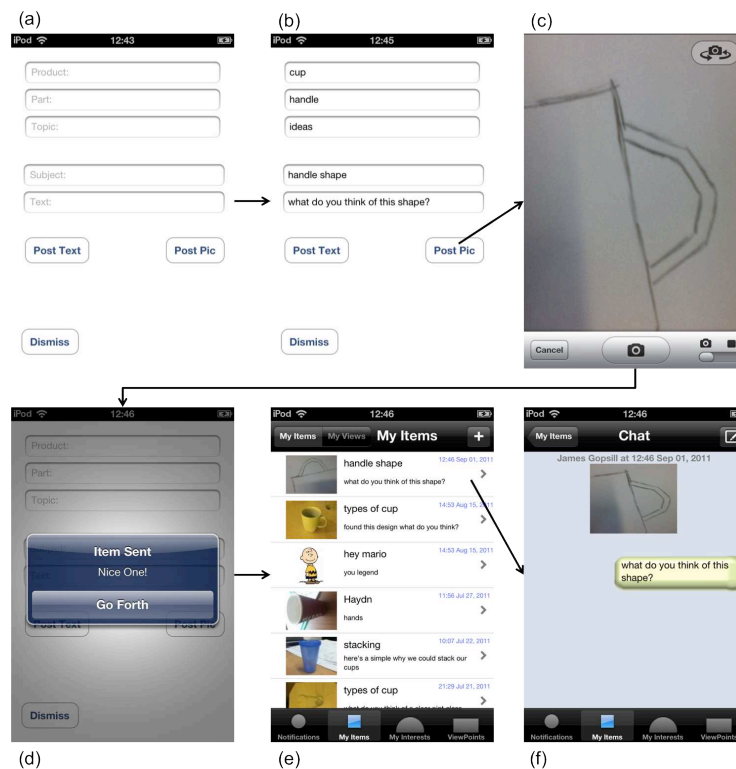 (a)
iPod 12:43
Product:
Part:
Topic:
Subject:
Text:
Post Text Post Pic
Dismiss
(b)
iPod 12:45
cup
handle
ideas
handle shape
what do you think of this shape?
Post Text Post Pic
Dismiss
(c)
Cancel
(d)
iPod 12:46
Product:
Part:
Topic:
Item Sent
Nice One!
Go Forth
Post Text Post Pic
Dismiss
(e)
iPod 12:46
My Items My Views My Items +
handle shape 12:46 Sep 01, 2011
what do you think of this shape?
types of cup 14:53 Aug 15, 2011
found this design what do you think?
hey mario 14:53 Aug 15, 2011
you legend
Haydn 11:56 Jul 27, 2011
hands
stacking 10:07 Jul 22, 2011
here's a simple why we could stack our
cups
types of cup 21:29 Jul 21, 2011
Notifications My Items My Interests ViewPoints
(f)
iPod 12:46
My Items Chat
James Gopsill at 12:46 Sep 01, 2011
what do you think of this
shape?
Notifications My Items My Interests ViewPoints